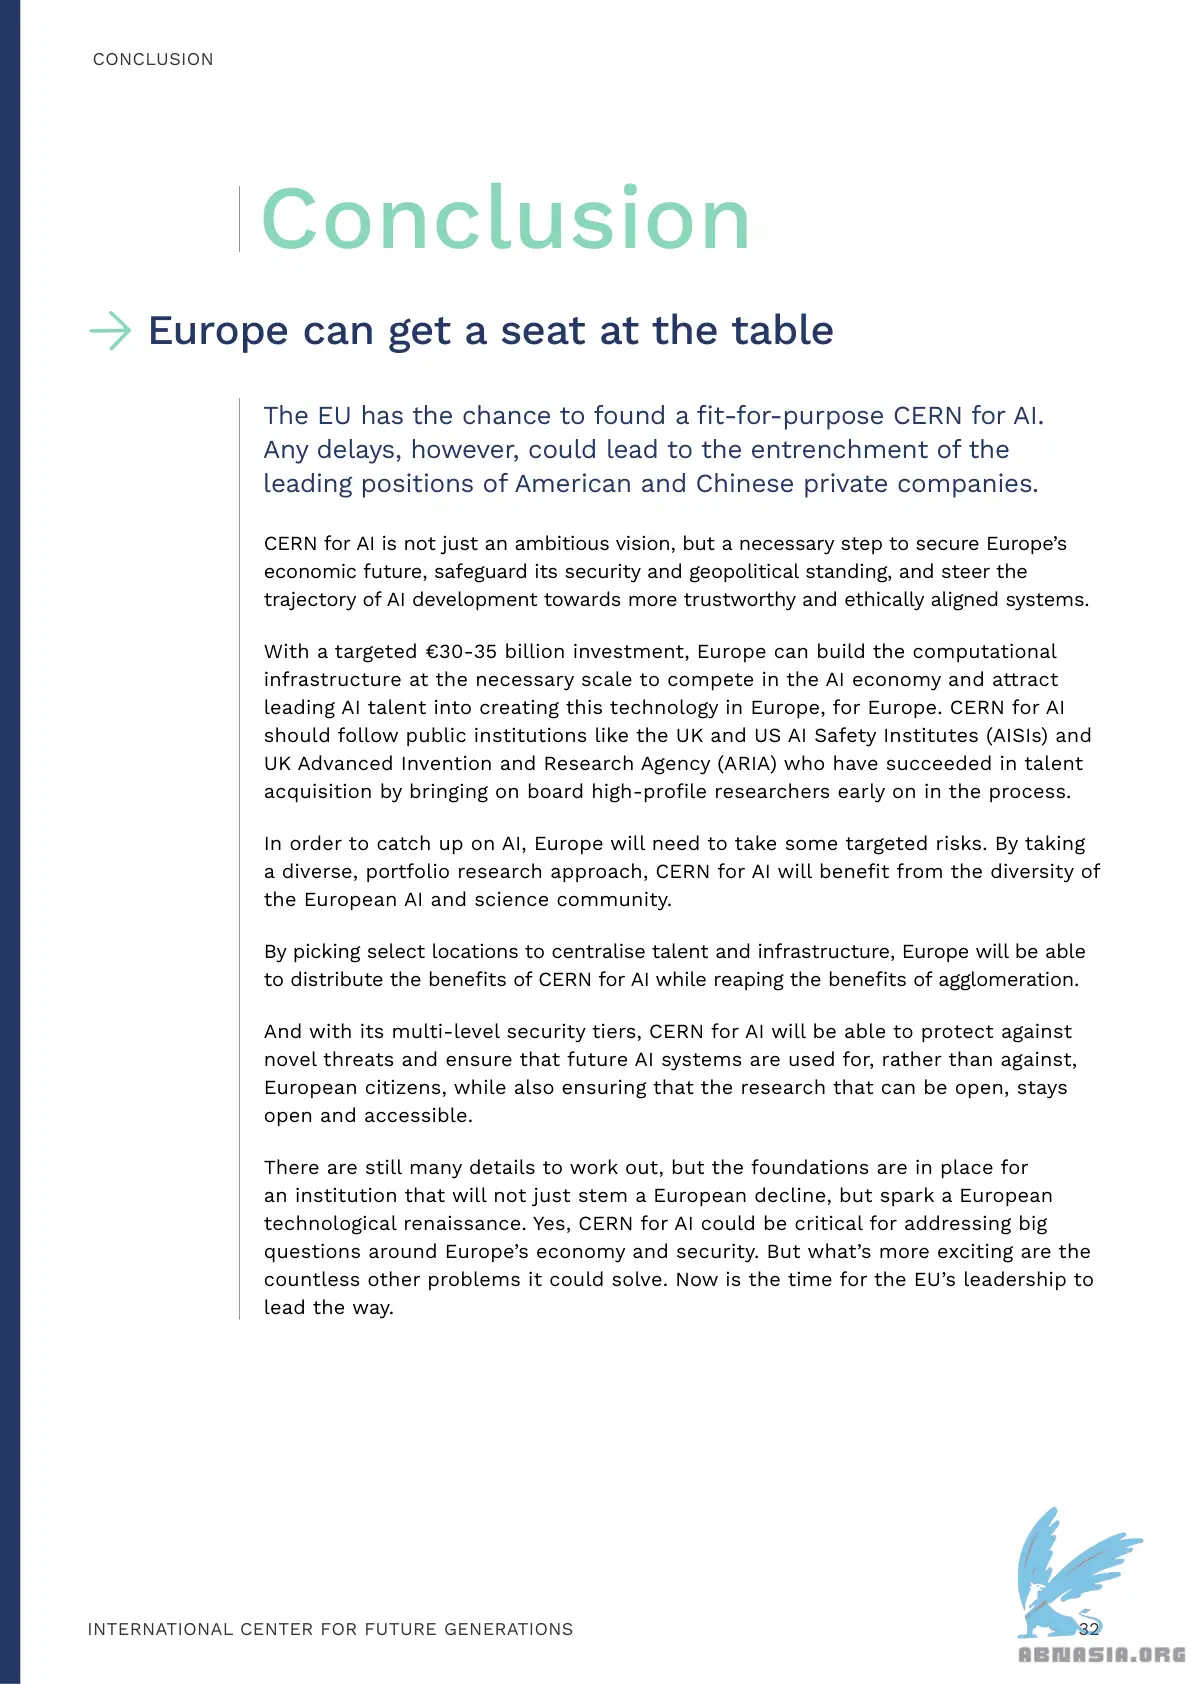 CONCLUSION
Conclusion
Europe can get a seat at the table
The EU has the chance to found a fit-for-purpose CERN for AI.
Any delays, however, could lead to the entrenchment of the
leading positions of American and Chinese private companies.
CERN for AI is not just an ambitious vision, but a necessary step to secure Europe’s
economic future, safeguard its security and geopolitical standing, and steer the
trajectory of AI development towards more trustworthy and ethically aligned systems.
With a targeted €30-35 billion investment, Europe can build the computational
infrastructure at the necessary scale to compete in the AI economy and attract
leading AI talent into creating this technology in Europe, for Europe. CERN for AI
should follow public institutions like the UK and US AI Safety Institutes (AISIs) and
UK Advanced Invention and Research Agency (ARIA) who have succeeded in talent
acquisition by bringing on board high-profile researchers early on in the process.
In order to catch up on AI, Europe will need to take some targeted risks. By taking
a diverse, portfolio research approach, CERN for AI will benefit from the diversity of
the European AI and science community.
By picking select locations to centralise talent and infrastructure, Europe will be able
to distribute the benefits of CERN for AI while reaping the benefits of agglomeration.
And with its multi-level security tiers, CERN for AI will be able to protect against
novel threats and ensure that future AI systems are used for, rather than against,
European citizens, while also ensuring that the research that can be open, stays
open and accessible.
There are still many details to work out, but the foundations are in place for
an institution that will not just stem a European decline, but spark a European
technological renaissance. Yes, CERN for AI could be critical for addressing big
questions around Europe’s economy and security. But what’s more exciting are the
countless other problems it could solve. Now is the time for the EU’s leadership to
lead the way.
INTERNATIONAL CENTER FOR FUTURE GENERATIONS
32
ABNASIA.ORG